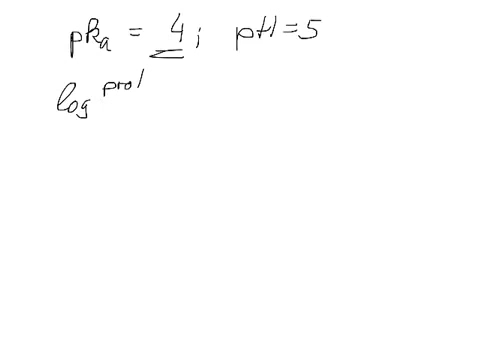 pka = 4; pH = 5
log prot